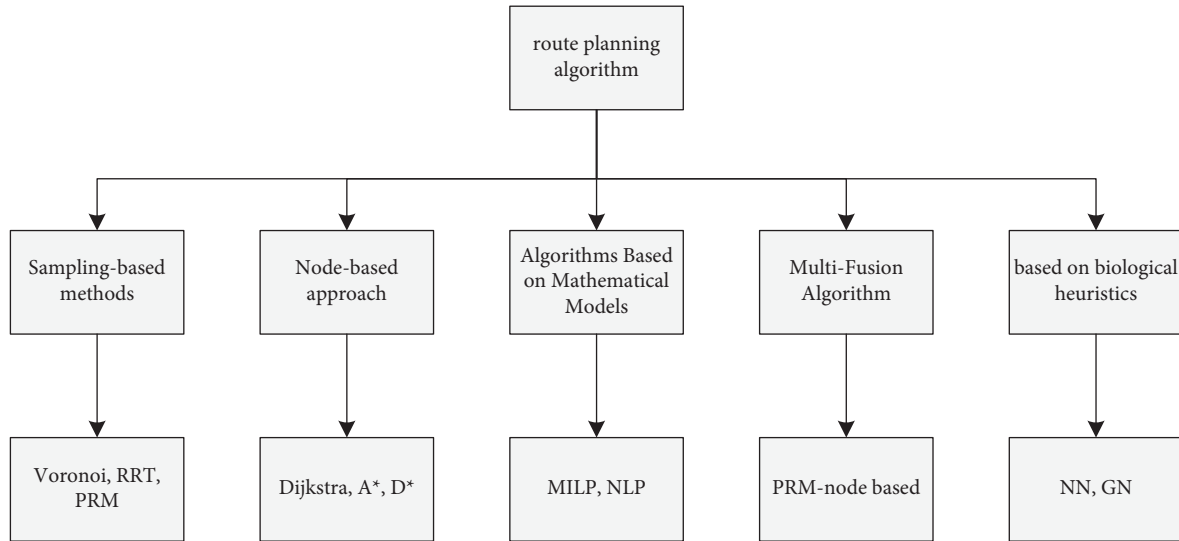 route planning
algorithm
Sampling-based
methods
Node-based
approach
Algorithms Based
on Mathematical
Models
Multi-Fusion
Algorithm
based on biological
heuristics
Voronoi, RRT,
PRM
Dijkstra, A*, D*
MILP, NLP
PRM-node based
NN, GN